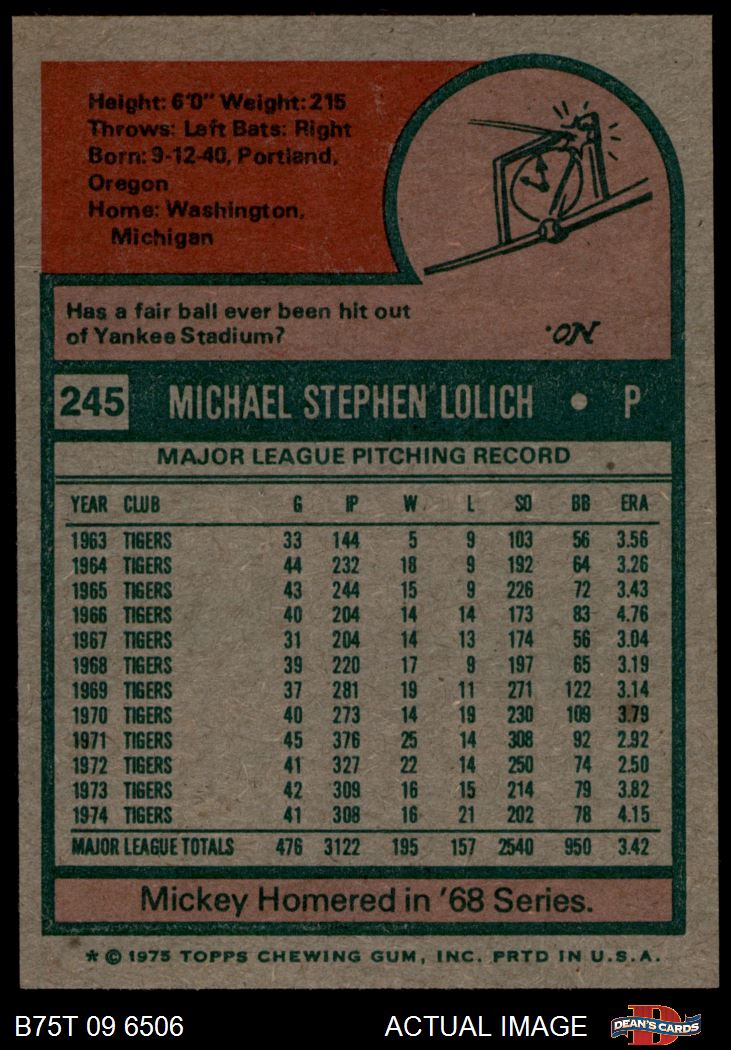 Height: 6'0" Weight: 215
Throws: Left Bats: Right
Born: 9-12-40, Portland,
Oregon
Home: Washington,
Michigan
Has a fair ball ever been hit out
of Yankee Stadium?
No.
245 MICHAEL STEPHEN LOLICH • P
MAJOR LEAGUE PITCHING RECORD
YEAR CLUB G IP W L SO BB ERA
1963 TIGERS 33 144 5 9 103 56 3.56
1964 TIGERS 44 232 18 9 192 64 3.26
1965 TIGERS 43 244 15 9 226 72 3.43
1966 TIGERS 40 204 14 14 173 83 4.76
1967 TIGERS 31 204 14 13 174 56 3.04
1968 TIGERS 39 220 17 9 197 65 3.19
1969 TIGERS 37 281 19 11 271 122 3.14
1970 TIGERS 40 273 14 19 230 109 3.79
1971 TIGERS 45 376 25 14 308 92 2.92
1972 TIGERS 41 327 22 14 250 74 2.50
1973 TIGERS 42 309 16 15 214 79 3.82
1974 TIGERS 41 308 16 21 202 78 4.15
MAJOR LEAGUE TOTALS 476 3122 195 157 2540 950 3.42
Mickey Homered in '68 Series.
* © 1975 TOPPS CHEWING GUM, INC. PRTD IN U.S.A.
B75T 09 6506 ACTUAL IMAGE DEAN'S CARDS